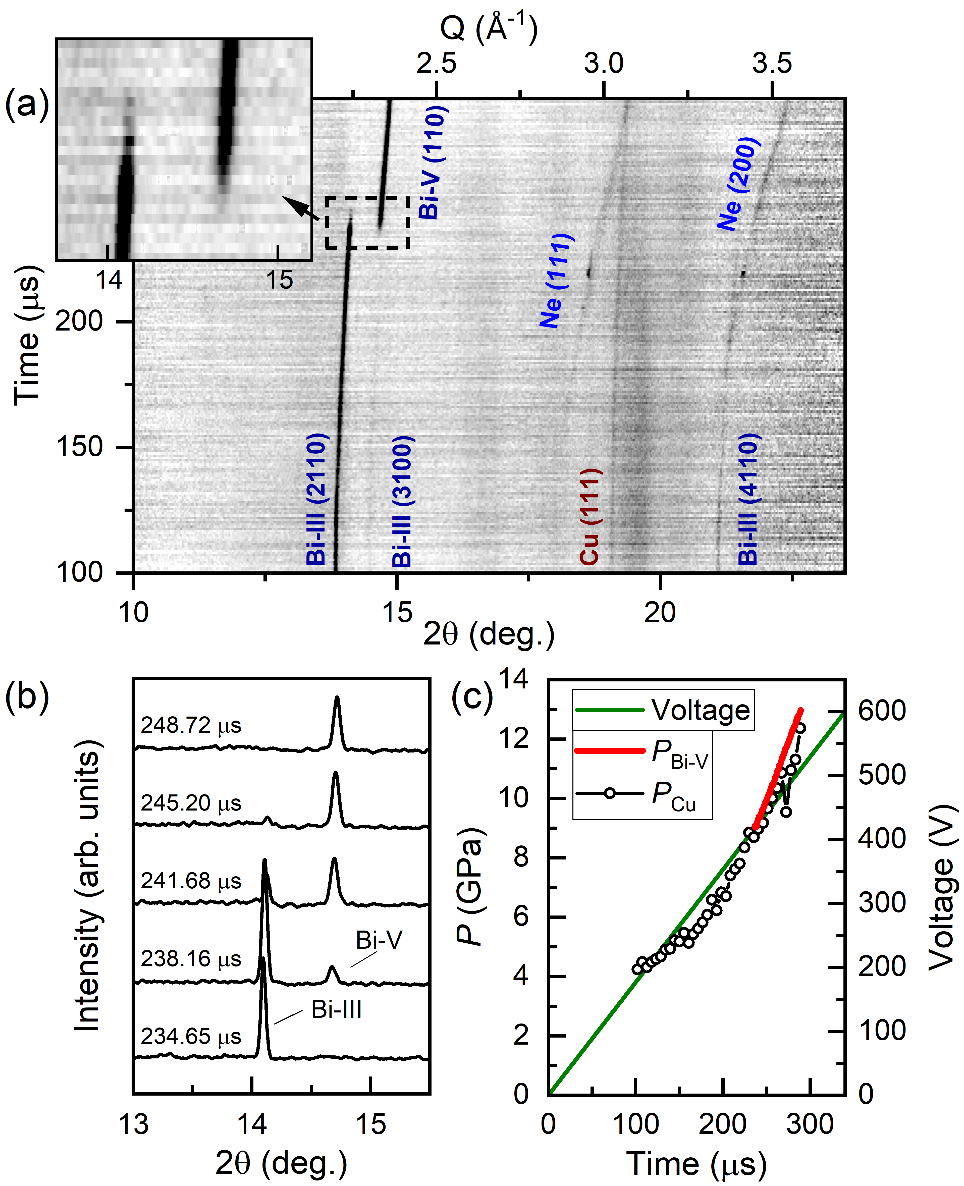 (a)
Q (Å-1)
2.5 3.0 3.5
14 15
Time (μs)
200
150
100
Bi-III (2110)
Bi-III (3100)
Bi-V (110)
Ne (111)
Cu (111)
Ne (200)
Bi-III (4110)
10 15 20
2θ (deg.)
(b)
Intensity (arb. units)
248.72 μs
245.20 μs
241.68 μs
238.16 μs
234.65 μs
Bi-V
Bi-III
13 14 15
2θ (deg.)
(c)
P (GPa)
14
12
10
8
6
4
2
0
Voltage
PBi-V
PCu
600
500
400
300
200
100
0
Voltage (V)
0 100 200 300
Time (μs)